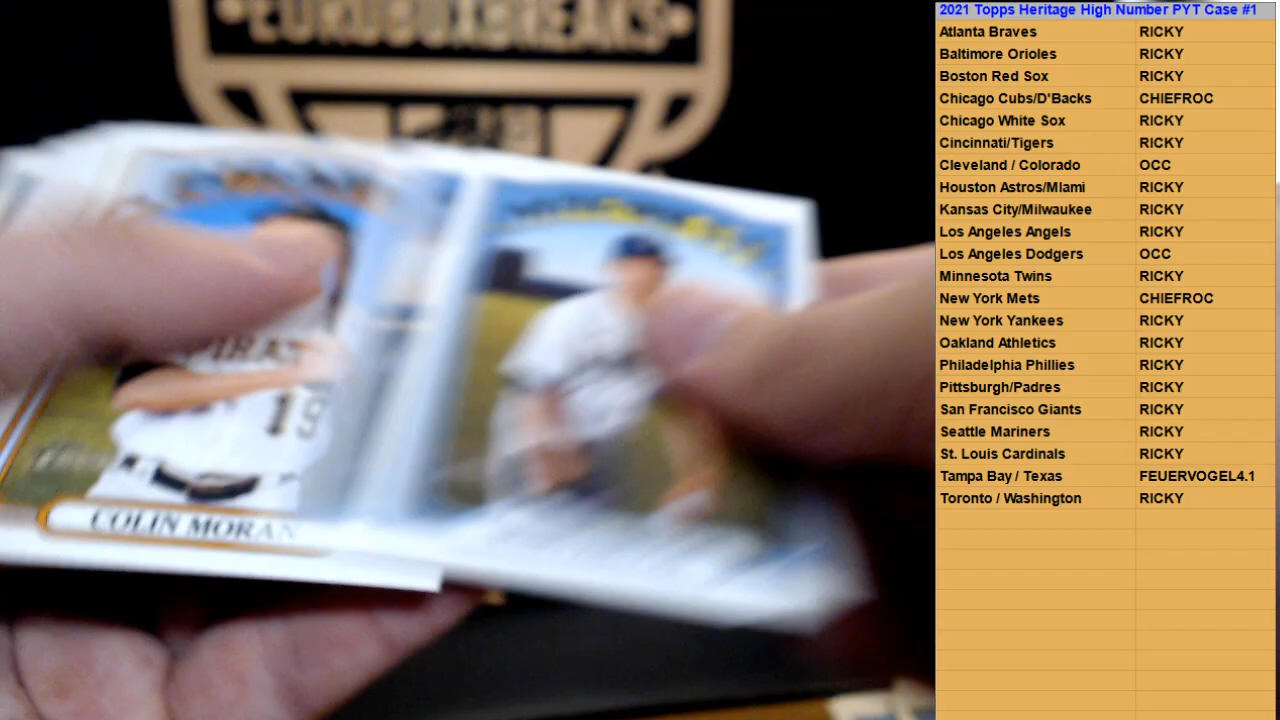 EUROBOXBREAKS
2021 Topps Heritage High Number PYT Case #1
Atlanta Braves RICKY
Baltimore Orioles RICKY
Boston Red Sox RICKY
Chicago Cubs/D'Backs CHIEFROC
Chicago White Sox RICKY
Cincinnati/Tigers RICKY
Cleveland / Colorado OCC
Houston Astros/Miami RICKY
Kansas City/Milwaukee RICKY
Los Angeles Angels RICKY
Los Angeles Dodgers OCC
Minnesota Twins RICKY
New York Mets CHIEFROC
New York Yankees RICKY
Oakland Athletics RICKY
Philadelphia Phillies RICKY
Pittsburgh/Padres RICKY
San Francisco Giants RICKY
Seattle Mariners RICKY
St. Louis Cardinals RICKY
Tampa Bay / Texas FEUERVOGEL4.1
Toronto / Washington RICKY
PIRA
19
COLIN MORAN